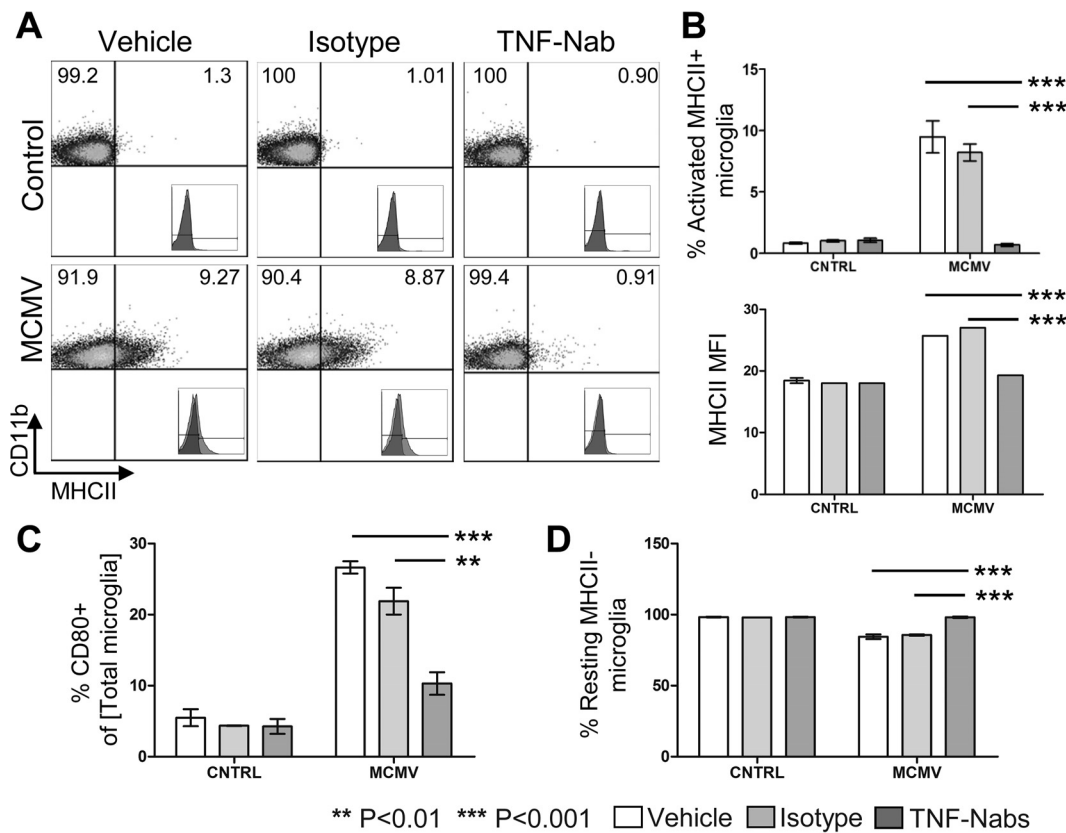 A
Vehicle
Isotype
TNF-Nab
Control
99.2 1.3
100 1.01
100 0.90
MCMV
91.9 9.27
90.4 8.87
99.4 0.91
CD11b
MHCII
B
% Activated MHCII+
microglia
15
10
5
0
***
***
CNTRL
MCMV
MHCII MFI
30
20
10
0
***
***
CNTRL
MCMV
C
% CD80+
of [Total microglia]
30
20
10
0
***
**
CNTRL
MCMV
D
% Resting MHCII-
microglia
150
100
50
0
***
***
CNTRL
MCMV
** P<0.01 *** P<0.001 Vehicle Isotype TNF-Nabs